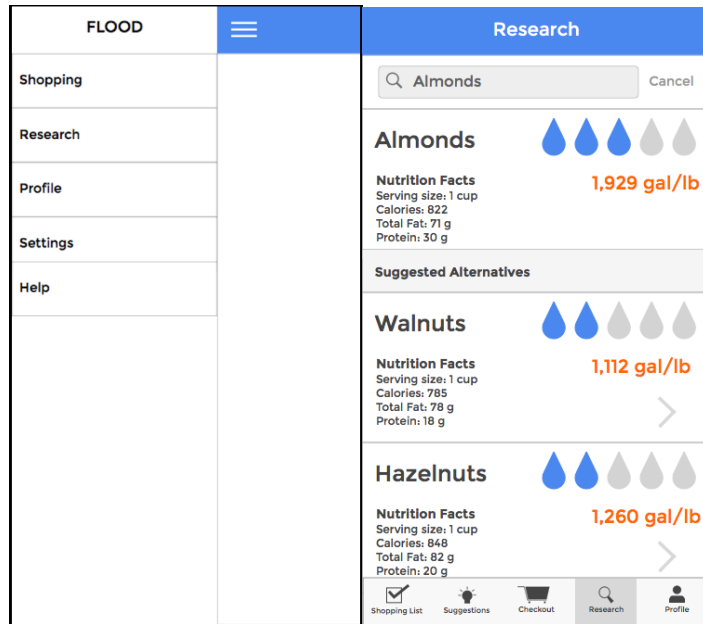 FLOOD
Shopping
Research
Profile
Settings
Help
Research
Almonds
Cancel
Almonds
Nutrition Facts
1,929 gal/lb
Serving size: 1 cup
Calories: 822
Total Fat: 71 g
Protein: 30 g
Suggested Alternatives
Walnuts
Nutrition Facts
1,112 gal/lb
Serving size: 1 cup
Calories: 785
Total Fat: 78 g
Protein: 18 g
Hazelnuts
Nutrition Facts
1,260 gal/lb
Serving size: 1 cup
Calories: 848
Total Fat: 82 g
Protein: 20 g
Shopping List Suggestions Checkout Research Profile